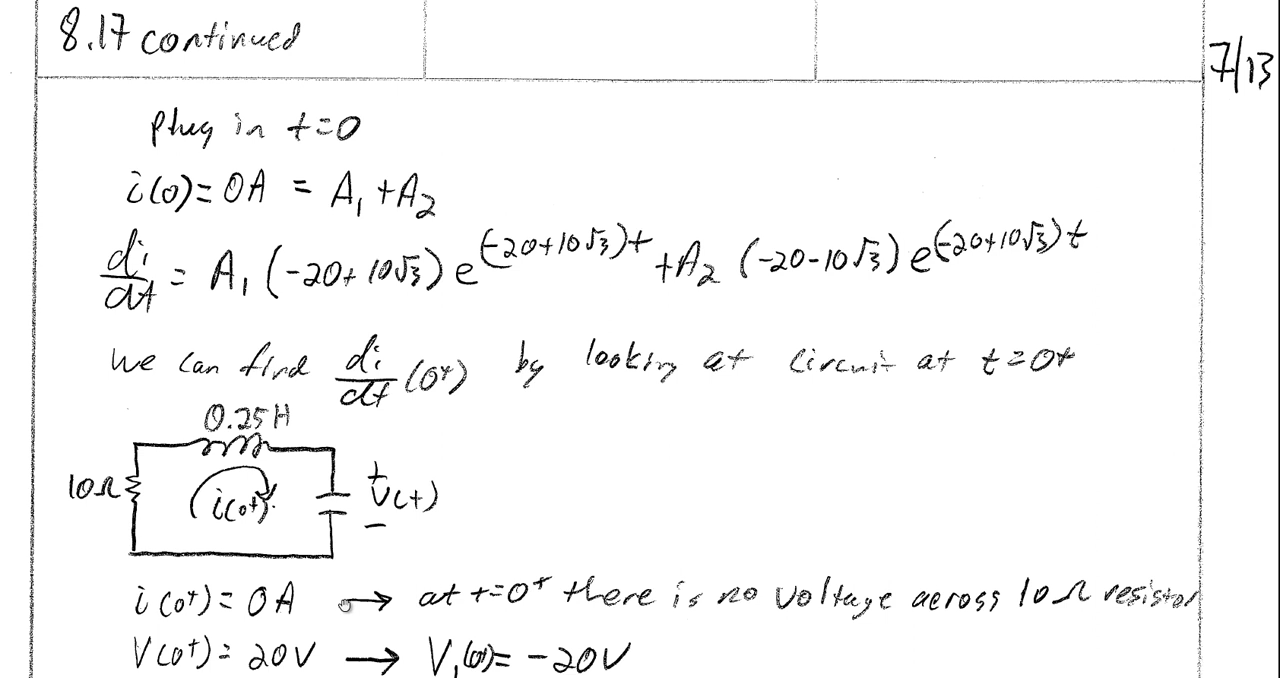 8.17 continued
7/13
plug in t=0
i(0)= 0A = A₁ +A₂
di/dt = A₁ (-20+10√3) e^(-20+10√3)t +A₂ (-20-10√3) e^(-20+10√3)t
we can find di/dt (0⁺) by looking at circuit at t=0+
0.25H
10Ω i(0+) + v(t) -
i(0+)= 0A → at t=0⁺ there is no voltage across 10Ω resistor
V(0+)= 20V → V₁(0+)= -20V